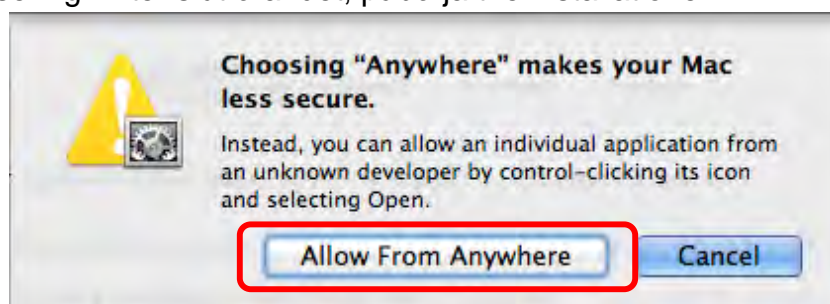 Choosing “Anywhere” makes your Mac
less secure.
Instead, you can allow an individual application from
an unknown developer by control-clicking its icon
and selecting Open.
Allow From Anywhere
Cancel